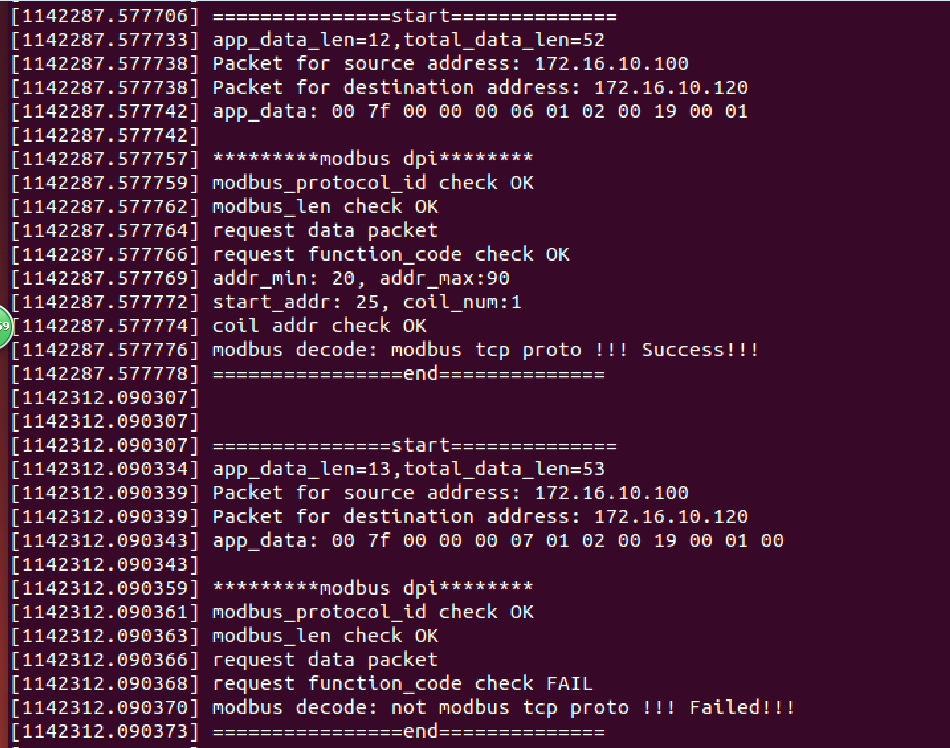 [1142287.577706] ===============start==============
[1142287.577733] app_data_len=12,total_data_len=52
[1142287.577738] Packet for source address: 172.16.10.100
[1142287.577738] Packet for destination address: 172.16.10.120
[1142287.577742] app_data: 00 7f 00 00 00 06 01 02 00 19 00 01
[1142287.577742]
[1142287.577757] *********modbus dpi********
[1142287.577759] modbus_protocol_id check OK
[1142287.577762] modbus_len check OK
[1142287.577764] request data packet
[1142287.577766] request function_code check OK
[1142287.577769] addr_min: 20, addr_max:90
[1142287.577772] start_addr: 25, coil_num:1
59
[1142287.577774] coil addr check OK
[1142287.577776] modbus decode: modbus tcp proto !!! Success!!!
[1142287.577778] ================end==============
[1142312.090307]
[1142312.090307]
[1142312.090307] ===============start==============
[1142312.090334] app_data_len=13,total_data_len=53
[1142312.090339] Packet for source address: 172.16.10.100
[1142312.090339] Packet for destination address: 172.16.10.120
[1142312.090343] app_data: 00 7f 00 00 00 07 01 02 00 19 00 01 00
[1142312.090343]
[1142312.090359] *********modbus dpi********
[1142312.090361] modbus_protocol_id check OK
[1142312.090363] modbus_len check OK
[1142312.090366] request data packet
[1142312.090368] request function_code check FAIL
[1142312.090370] modbus decode: not modbus tcp proto !!! Failed!!!
[1142312.090373] ================end==============